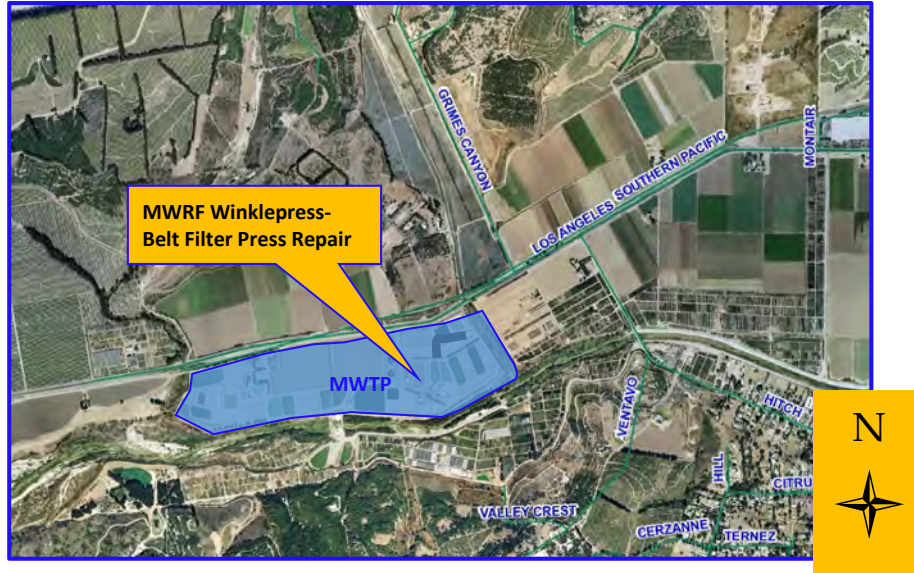 GRIMES CANYON
LOS ANGELES SOUTHERN PACIFIC
MONTAIR
MWRF Winklepress-
Belt Filter Press Repair
MWTP
VENTAVO
HITCH
N
HILL
CITRU
VALLEY CREST
CERZANNE
TERNEZ